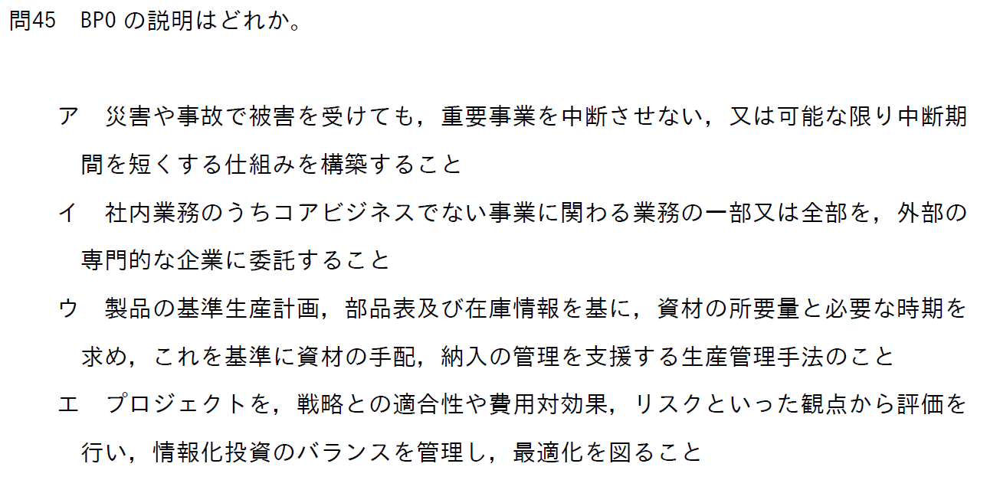 問45 BPO の説明はどれか。
ア 災害や事故で被害を受けても，重要事業を中断させない，又は可能な限り中断期
間を短くする仕組みを構築すること
イ 社内業務のうちコアビジネスでない事業に関わる業務の一部又は全部を，外部の
専門的な企業に委託すること
ウ 製品の基準生産計画，部品表及び在庫情報を基に，資材の所要量と必要な時期を
求め，これを基準に資材の手配，納入の管理を支援する生産管理手法のこと
エ プロジェクトを，戦略との適合性や費用対効果，リスクといった観点から評価を
行い，情報化投資のバランスを管理し，最適化を図ること